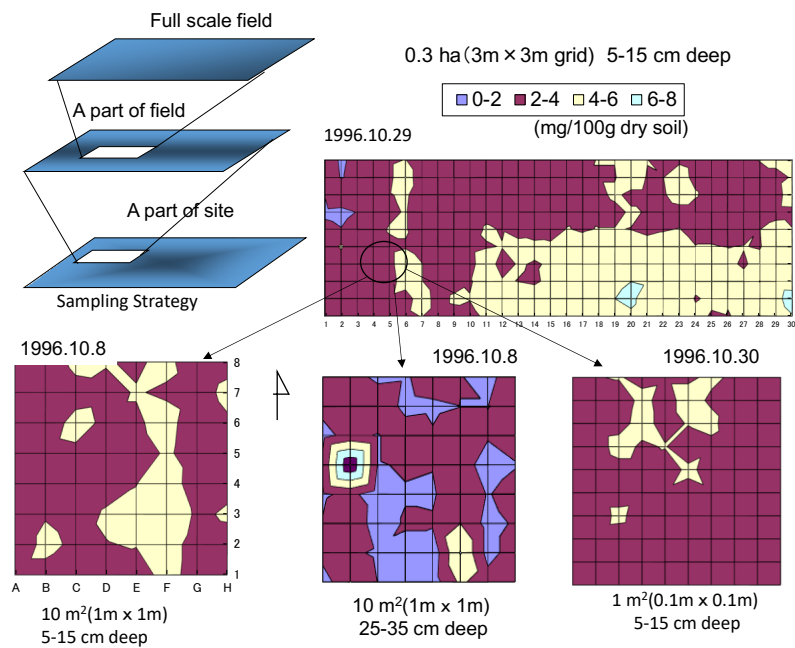 Full scale field
A part of field
A part of site
Sampling Strategy
0.3 ha(3m×3m grid) 5-15 cm deep
0-2 2-4 4-6 6-8
(mg/100g dry soil)
1996.10.29
1 2 3 4 5 6 7 8 9 10 11 12 13 14 15 16 17 18 19 20 21 22 23 24 25 26 27 28 29 30
1996.10.8
8
7
6
5
4
3
2
1
A B C D E F G H
10 m²(1m x 1m)
5-15 cm deep
1996.10.8
10 m²(1m x 1m)
25-35 cm deep
1996.10.30
1 m²(0.1m x 0.1m)
5-15 cm deep